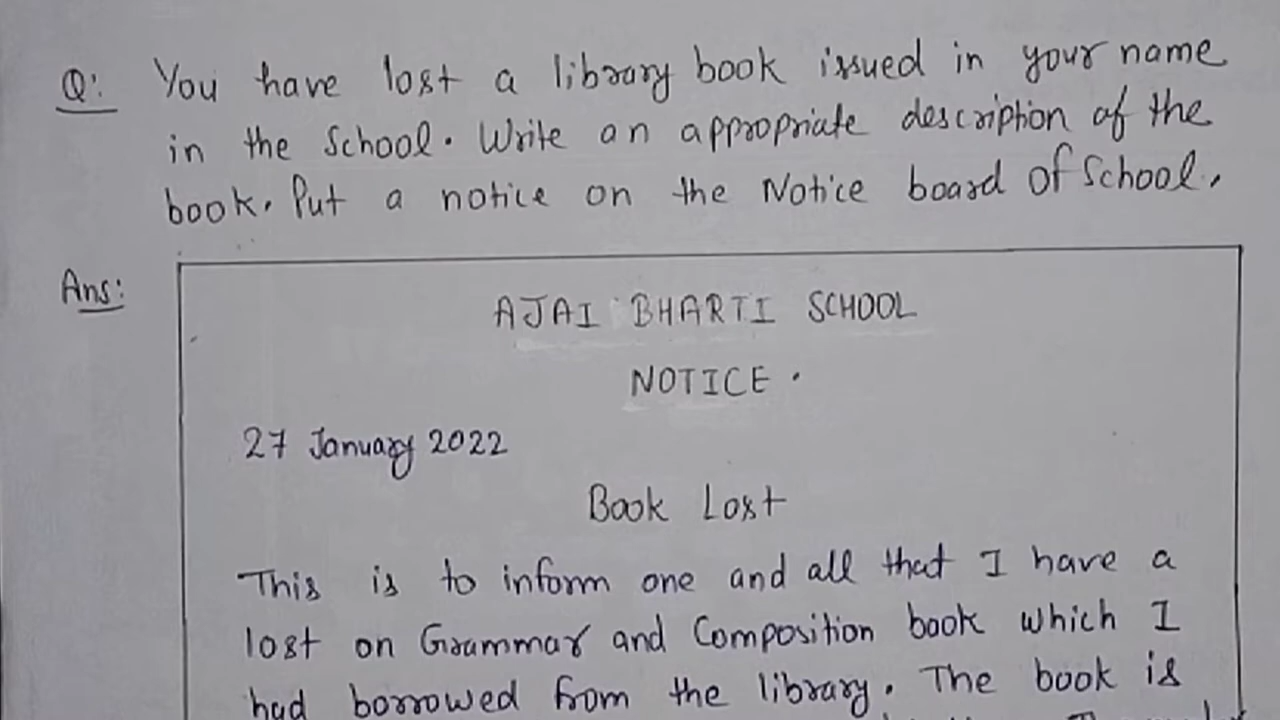 Q: You have lost a library book issued in your name
in the School. Write an appropriate description of the
book. Put a notice on the Notice board of School.
Ans:
AJAI BHARTI SCHOOL
NOTICE.
27 January 2022
Book Lost
This is to inform one and all that I have a
lost on Grammar and Composition book which I
had borrowed from the library. The book is